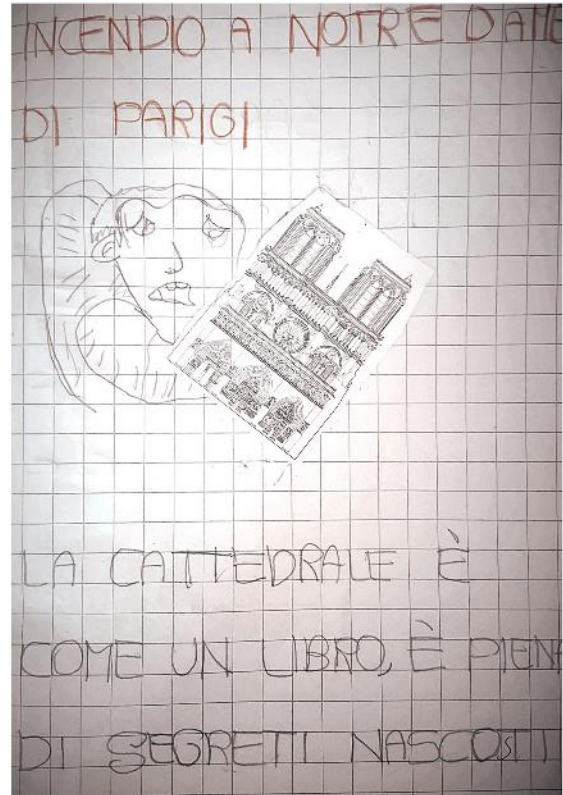 INCENDIO A NOTRE DAME
DI PARIGI
LA CATTEDRALE È
COME UN LIBRO, È PIENA
DI SEGRETI NASCOSTI